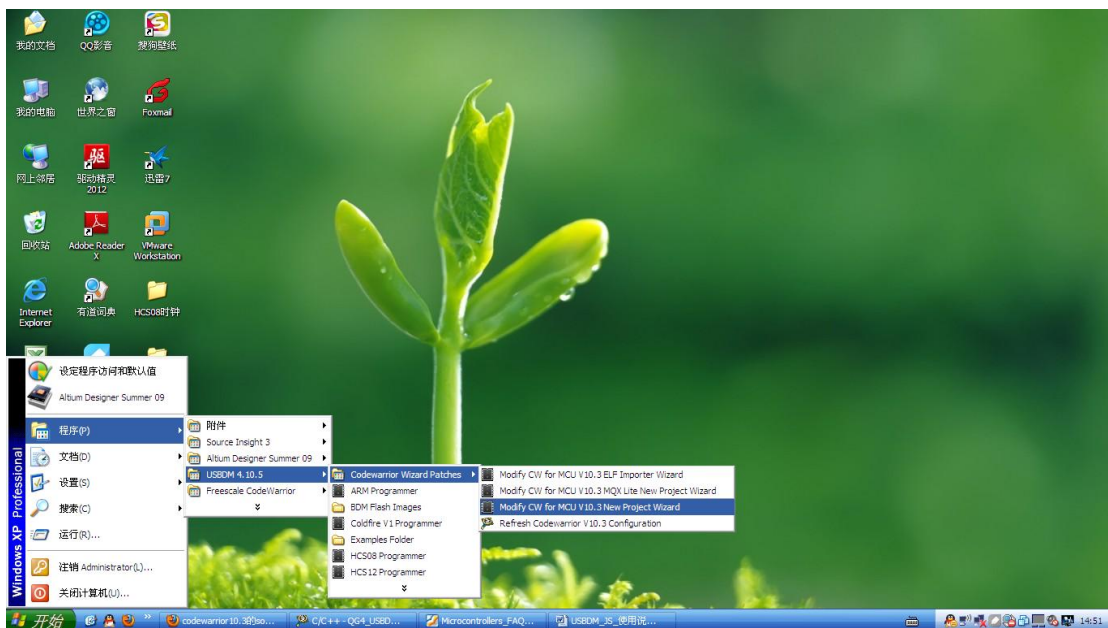 我的文档
QQ影音
搜狗壁纸
我的电脑
世界之窗
Foxmail
网上邻居
驱动精灵
2012
迅雷7
回收站
Adobe Reader
X
VMware
Workstation
Internet
Explorer
有道词典
HCS08时钟
设定程序访问和默认值
Altium Designer Summer 09
程序(P)
文档(D)
设置(S)
搜索(C)
运行(R)...
注销 Administrator(L)...
关闭计算机(U)...
Windows XP Professional
附件
Source Insight 3
Altium Designer Summer 09
USBDM 4.10.5
Freescale CodeWarrior
Codewarrior Wizard Patches
ARM Programmer
BDM Flash Images
Coldfire V1 Programmer
Examples Folder
HCS08 Programmer
HCS12 Programmer
Modify CW for MCU V10.3 ELF Importer Wizard
Modify CW for MCU V10.3 MQX Lite New Project Wizard
Modify CW for MCU V10.3 New Project Wizard
Refresh Codewarrior V10.3 Configuration
开始
codewarrior10.3的so...
C/C++ - QG4_USBD...
Microcontrollers_FAQ...
USBDM_JS_使用说...
14:51